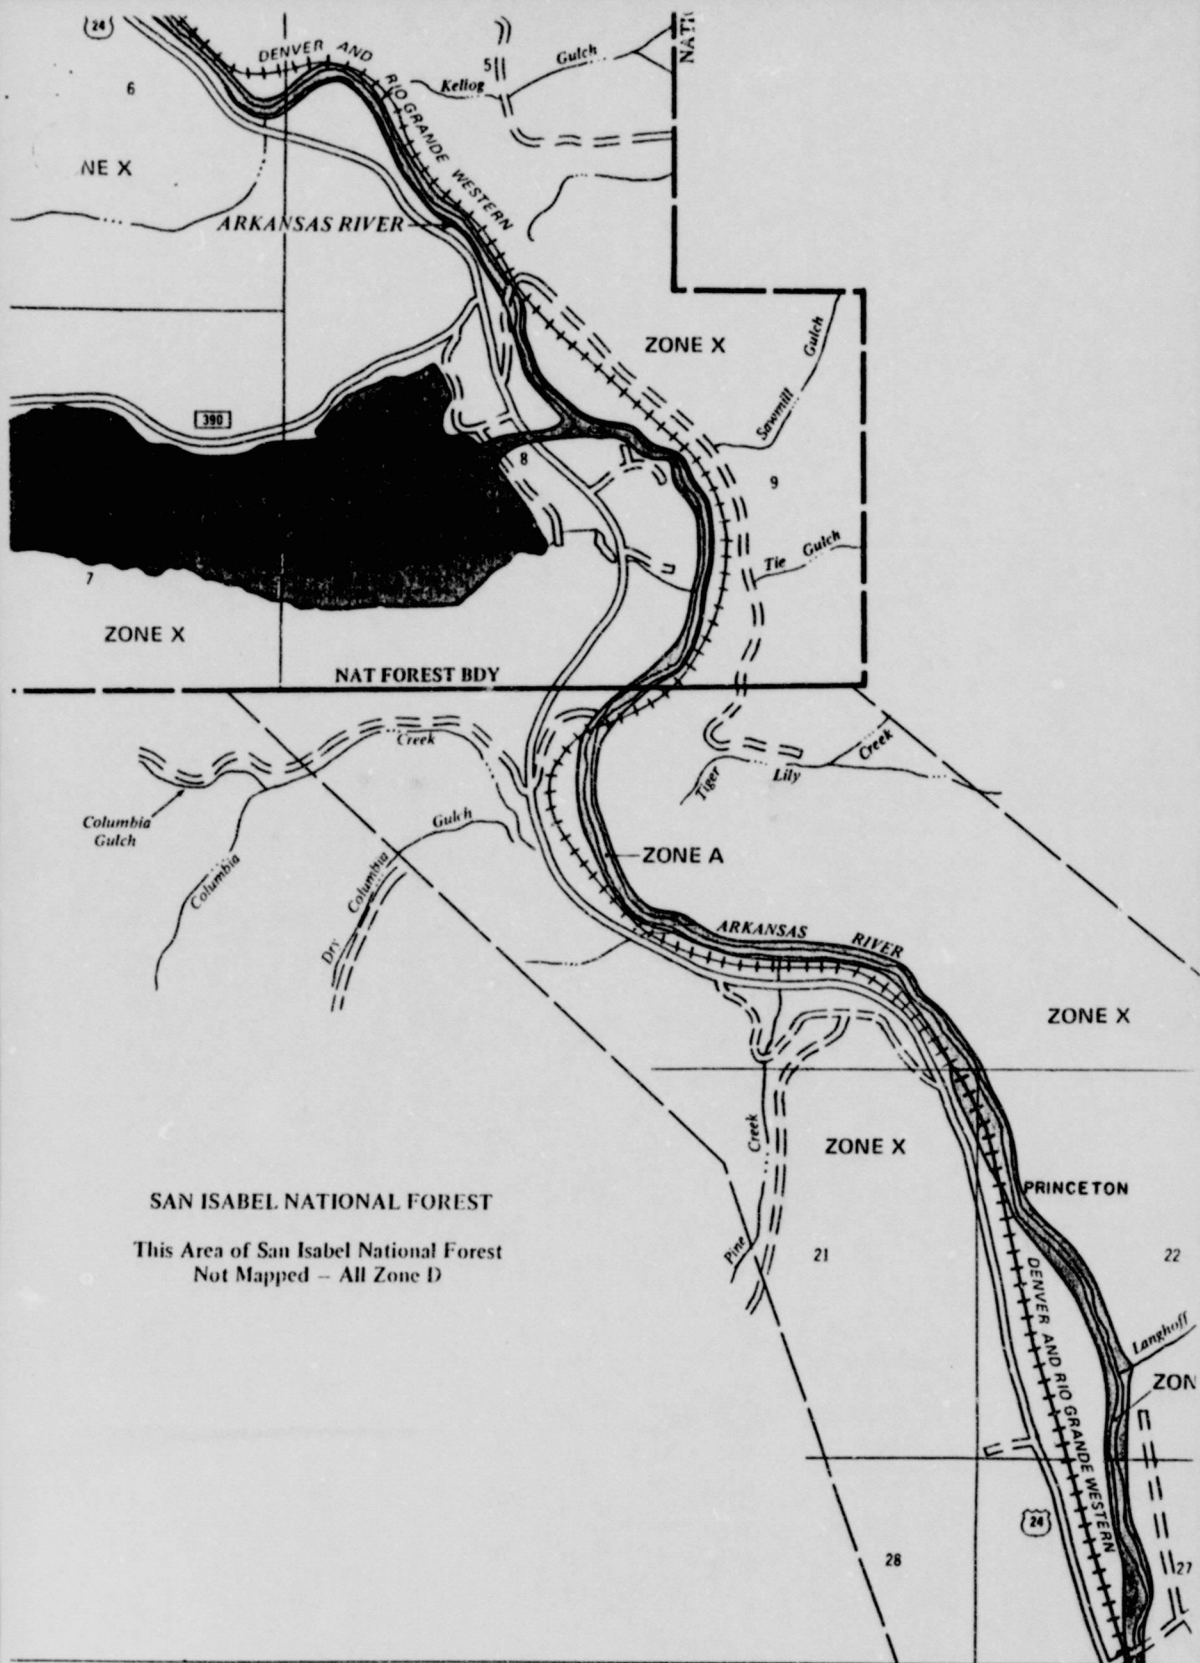 24
DENVER AND
RIO GRANDE WESTERN
5
Gulch
Kellog
NATI
6
NE X
ARKANSAS RIVER
ZONE X
Sawmill Gulch
390
8
9
Tie Gulch
7
ZONE X
NAT FOREST BDY
Creek
Columbia
Gulch
Columbia
Dry Columbia Gulch
Tiger Lily Creek
ZONE A
ARKANSAS RIVER
ZONE X
Pine Creek
ZONE X
PRINCETON
SAN ISABEL NATIONAL FOREST
This Area of San Isabel National Forest
Not Mapped – All Zone D
21
22
DENVER AND RIO GRANDE WESTERN
Langhoff
ZON
24
28
27